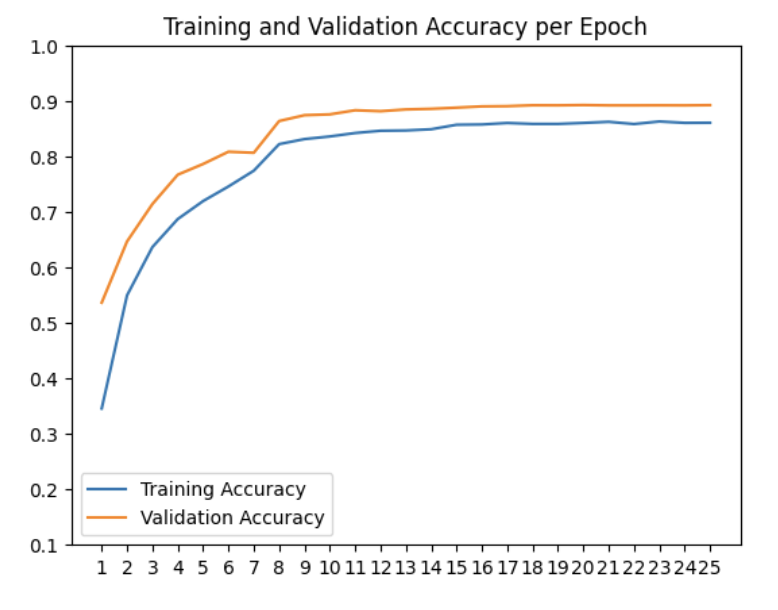 Training and Validation Accuracy per Epoch
1.0
0.9
0.8
0.7
0.6
0.5
0.4
0.3
0.2
0.1
Training Accuracy
Validation Accuracy
1 2 3 4 5 6 7 8 9 10 11 12 13 14 15 16 17 18 19 20 21 22 23 24 25